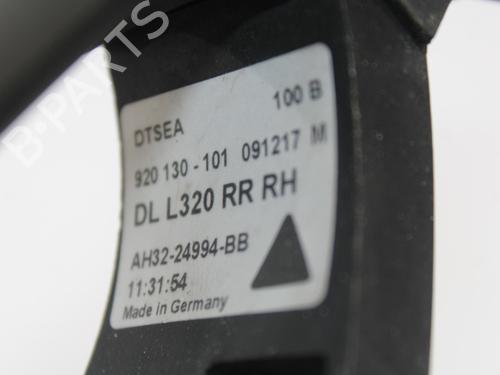 B-PARTS
DTSEA 100 B
920 130 - 101 091217 M
DL L320 RR RH
AH32-24994-BB
11:31:54
Made in Germany